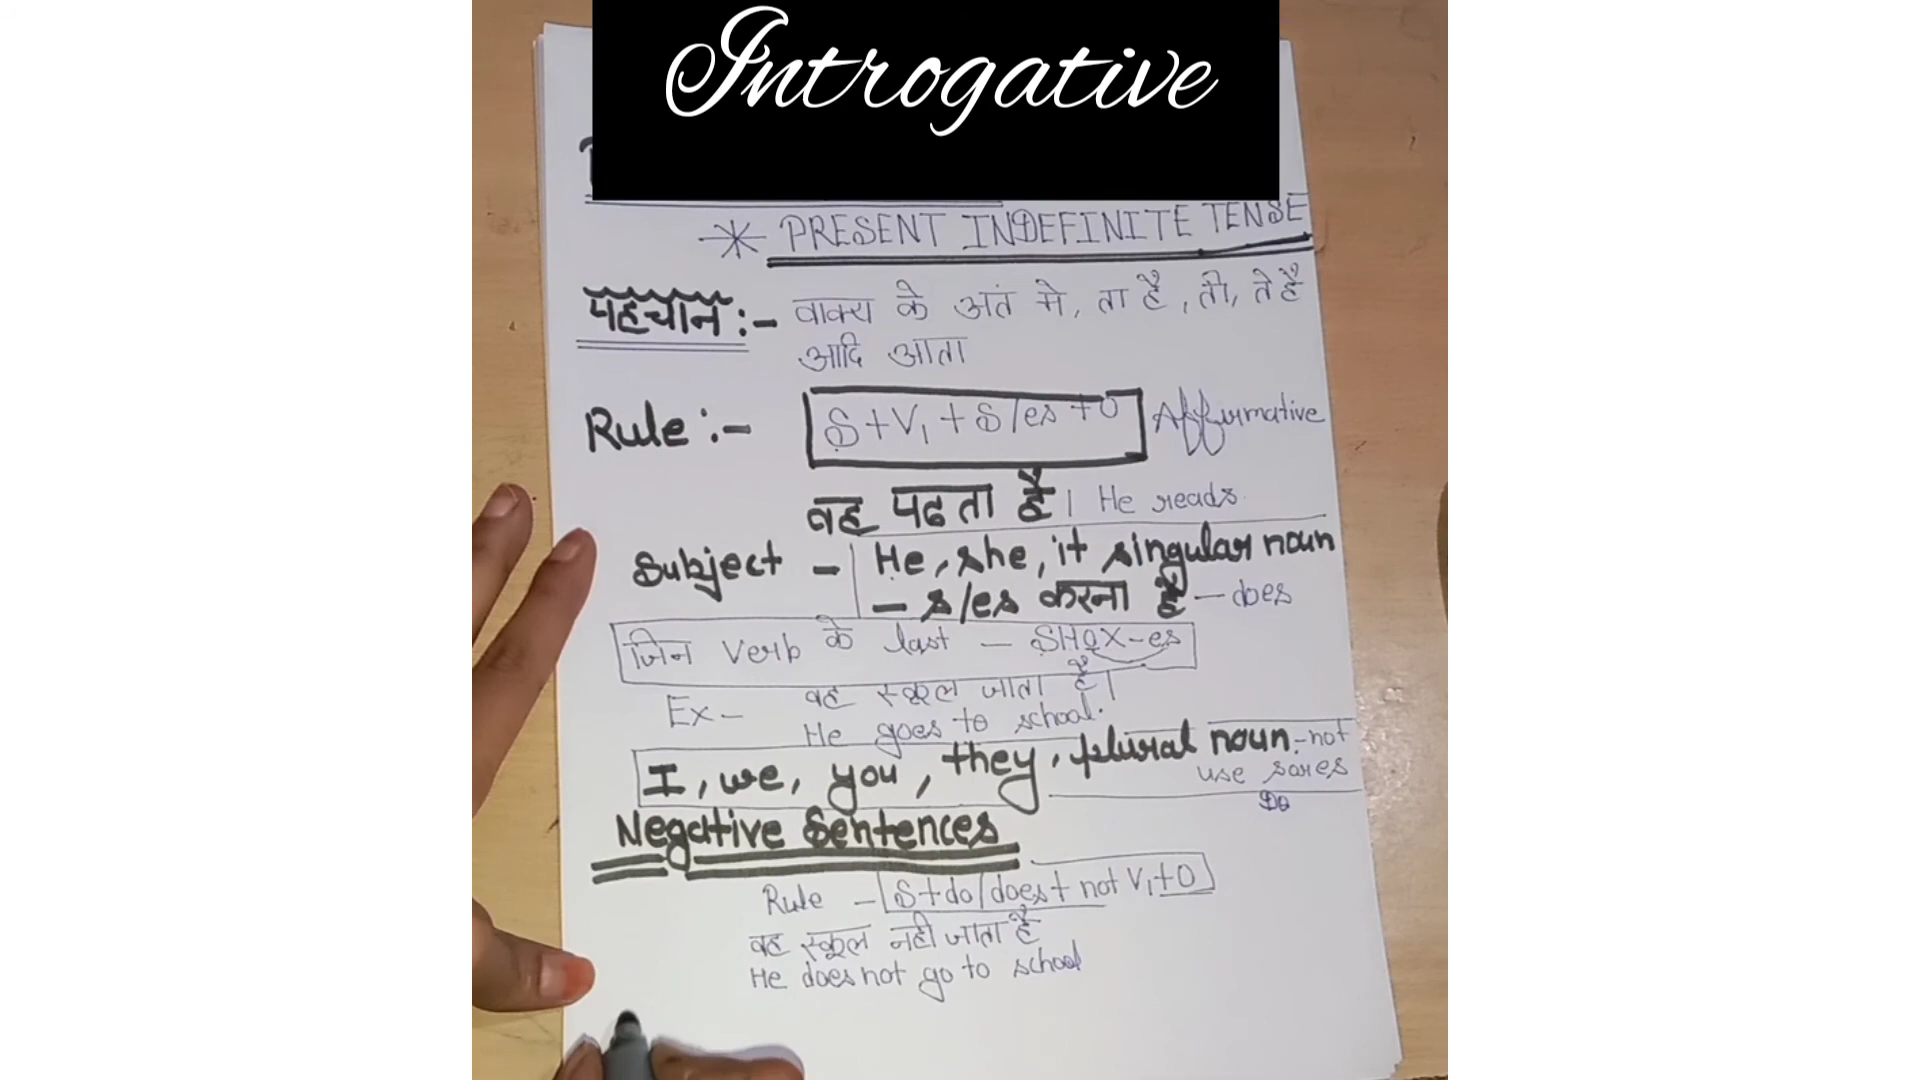 Introgative
* PRESENT INDEFINITE TENSE
पहचान :- वाक्य के अतं मे, ता है, ती, ते है
आदि आता
Rule :- S+V1+S/es+O Affirmative
वह पढता है। He reads.
Subject - He, she, it singular noun
- s/es करना है - does
जिन Verb के last - SHOX-es
Ex- वह स्कूल जाता है।
He goes to school.
I, we, you, they, plural noun. - not
use sores
Do
Negative Sentences
Rule - S+do/does+ not V1+O
वह स्कूल नही जाता है
He does not go to school